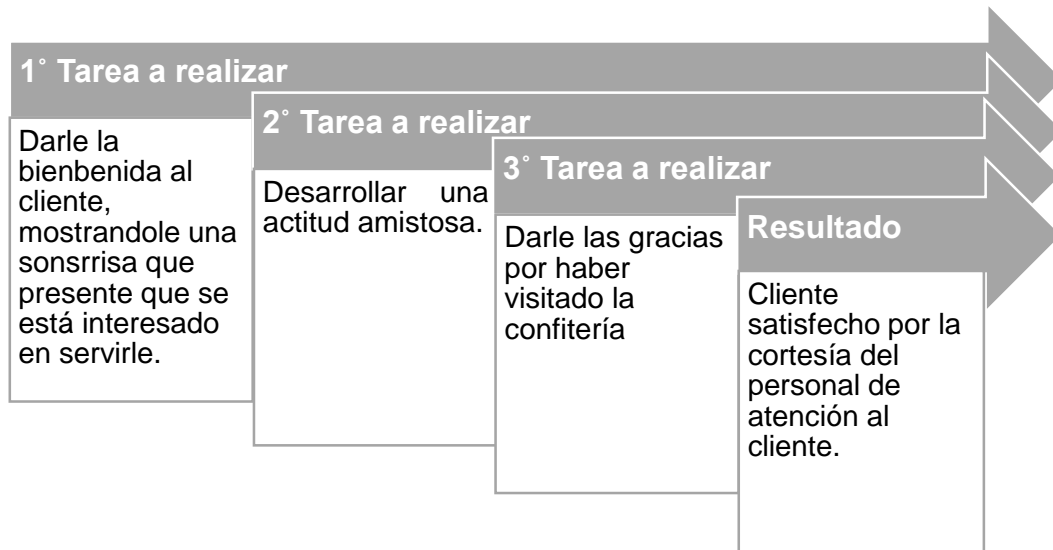 1° Tarea a realizar
Darle la
bienbenida al
cliente,
mostrandole una
sonsrrisa que
presente que se
está interesado
en servirle.
2° Tarea a realizar
Desarrollar una
actitud amistosa.
3° Tarea a realizar
Darle las gracias
por haber
visitado la
confitería
Resultado
Cliente
satisfecho por la
cortesía del
personal de
atención al
cliente.